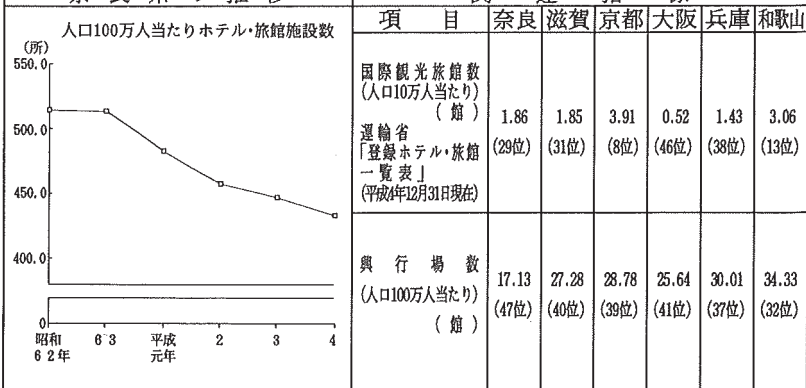 人口100万人当たりホテル・旅館施設数
(所)
550.0
500.0
450.0
400.0
0
昭和 63 平成 2 3 4
62年 元年
項 目 奈良 滋賀 京都 大阪 兵庫 和歌山
国際観光旅館数
(人口10万人当たり)
(館) 1.86 1.85 3.91 0.52 1.43 3.06
運輸省
「登録ホテル・旅館 (29位) (31位) (8位) (46位) (38位) (13位)
一覧表」
(平成4年12月31日現在)
興行場数 17.13 27.28 28.78 25.64 30.01 34.33
(人口100万人当たり) (47位) (40位) (39位) (41位) (37位) (32位)
(館)